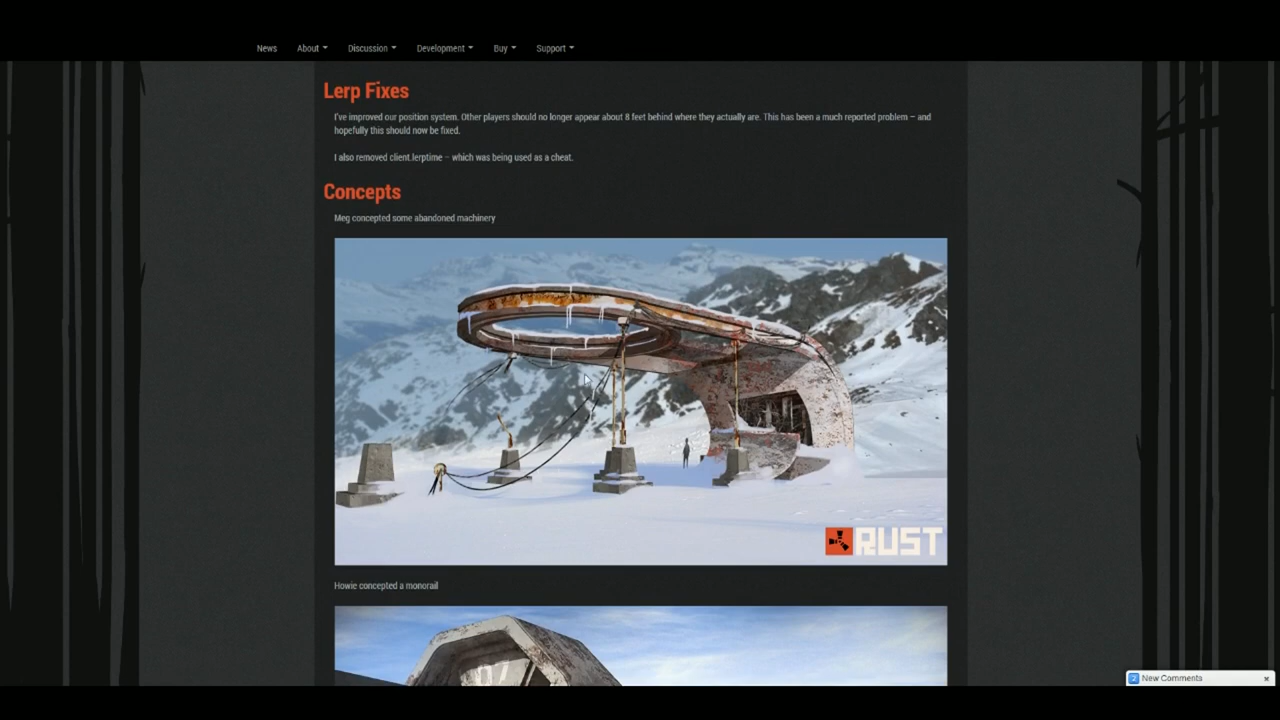 News About Discussion Development Buy Support
Lerp Fixes
I've improved our position system. Other players should no longer appear about 8 feet behind where they actually are. This has been a much reported problem – and
hopefully this should now be fixed.
I also removed client.lerptime – which was being used as a cheat.
Concepts
Meg concepted some abandoned machinery
RUST
Howie concepted a monorail
2 New Comments ×